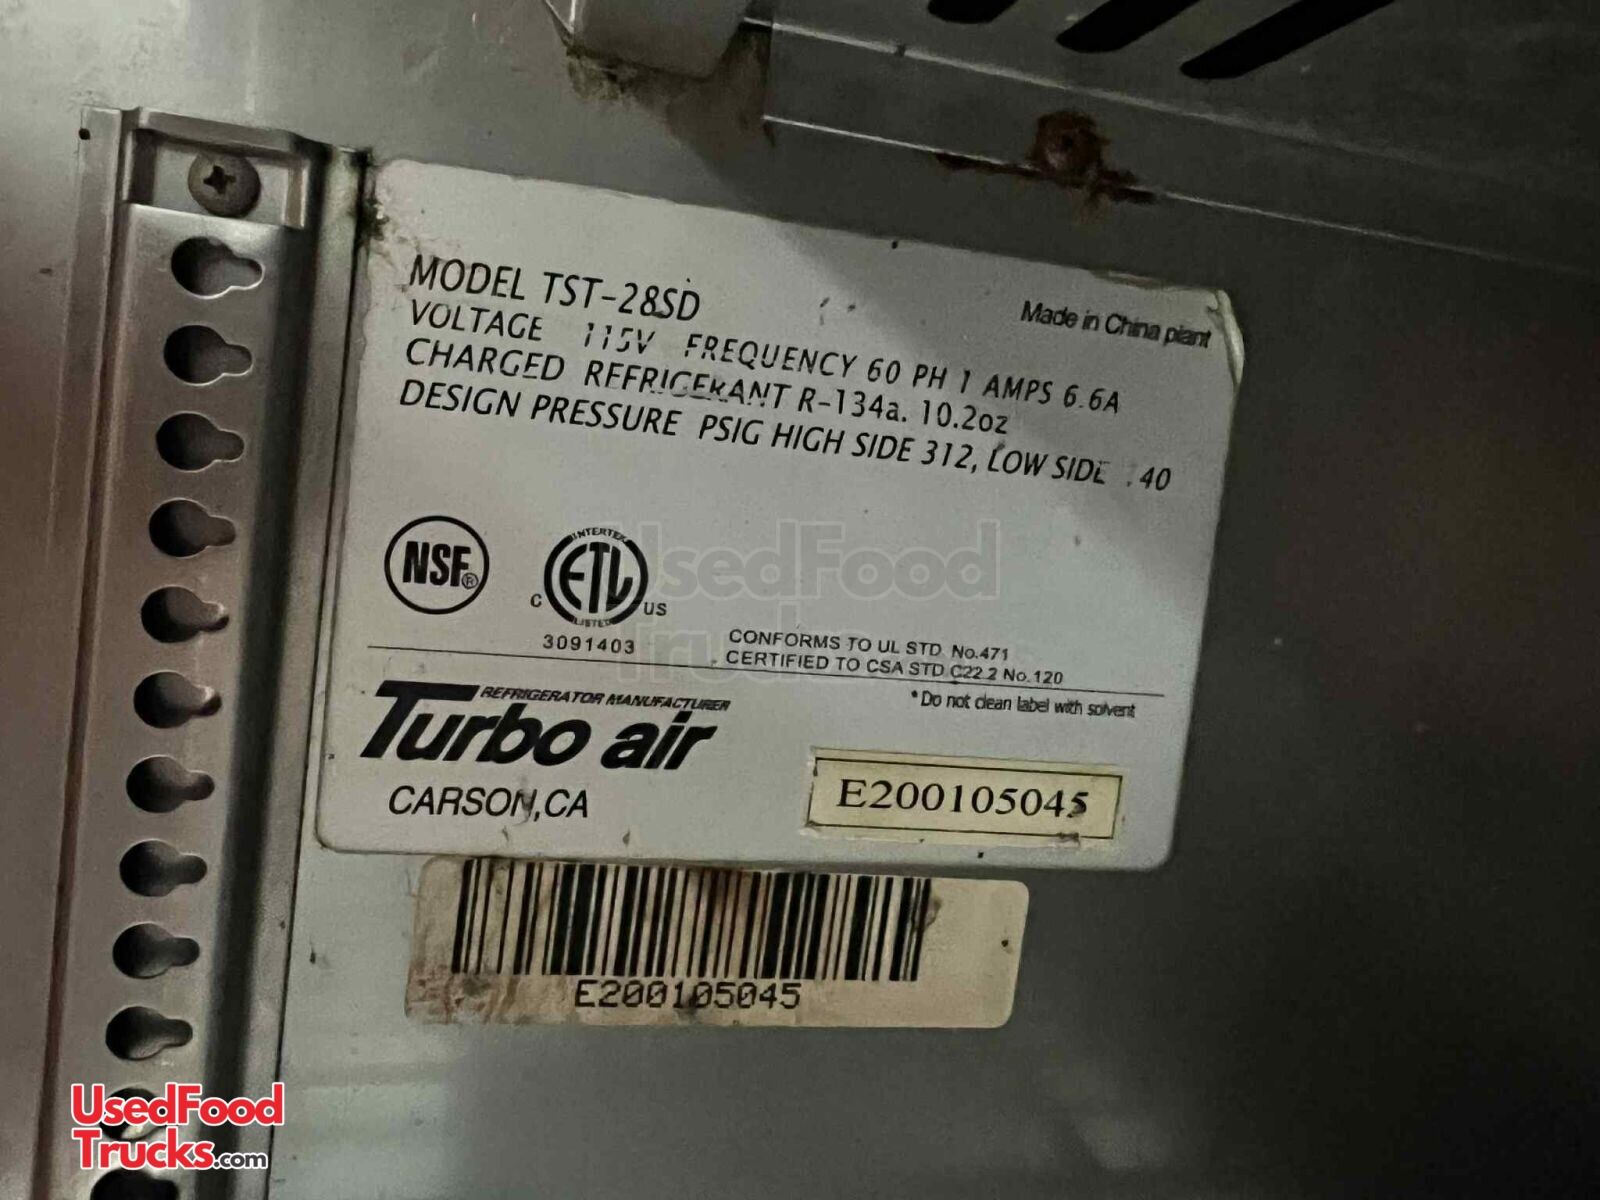 MODEL TST-28SD
Made in China plant
VOLTAGE 115V FREQUENCY 60 PH 1 AMPS 6.6A
CHARGED REFRIGERANT R-134a. 10.2oz
DESIGN PRESSURE PSIG HIGH SIDE 312, LOW SIDE 140
NSF®
INTERTEK
ETL
C US
LISTED
3091403
CONFORMS TO UL STD. No.471
CERTIFIED TO CSA STD C22.2 No.120
*Do not clean label with solvent
REFRIGERATOR MANUFACTURER
Turbo air
CARSON,CA
E200105045
E200105045
UsedFood
Trucks
UsedFood
Trucks.com